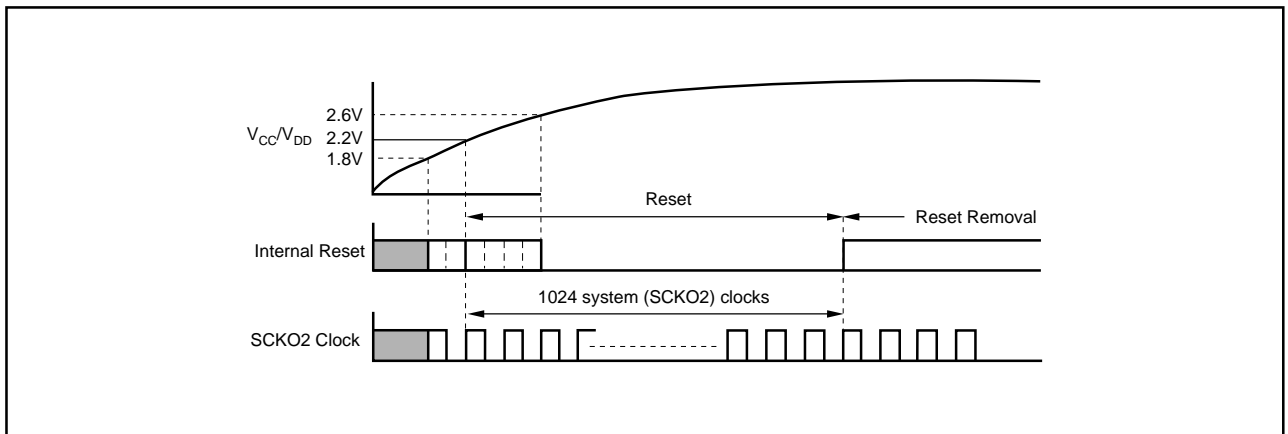 2.6V
V_CC/V_DD 2.2V
1.8V
Reset
Reset Removal
Internal Reset
1024 system (SCKO2) clocks
SCKO2 Clock